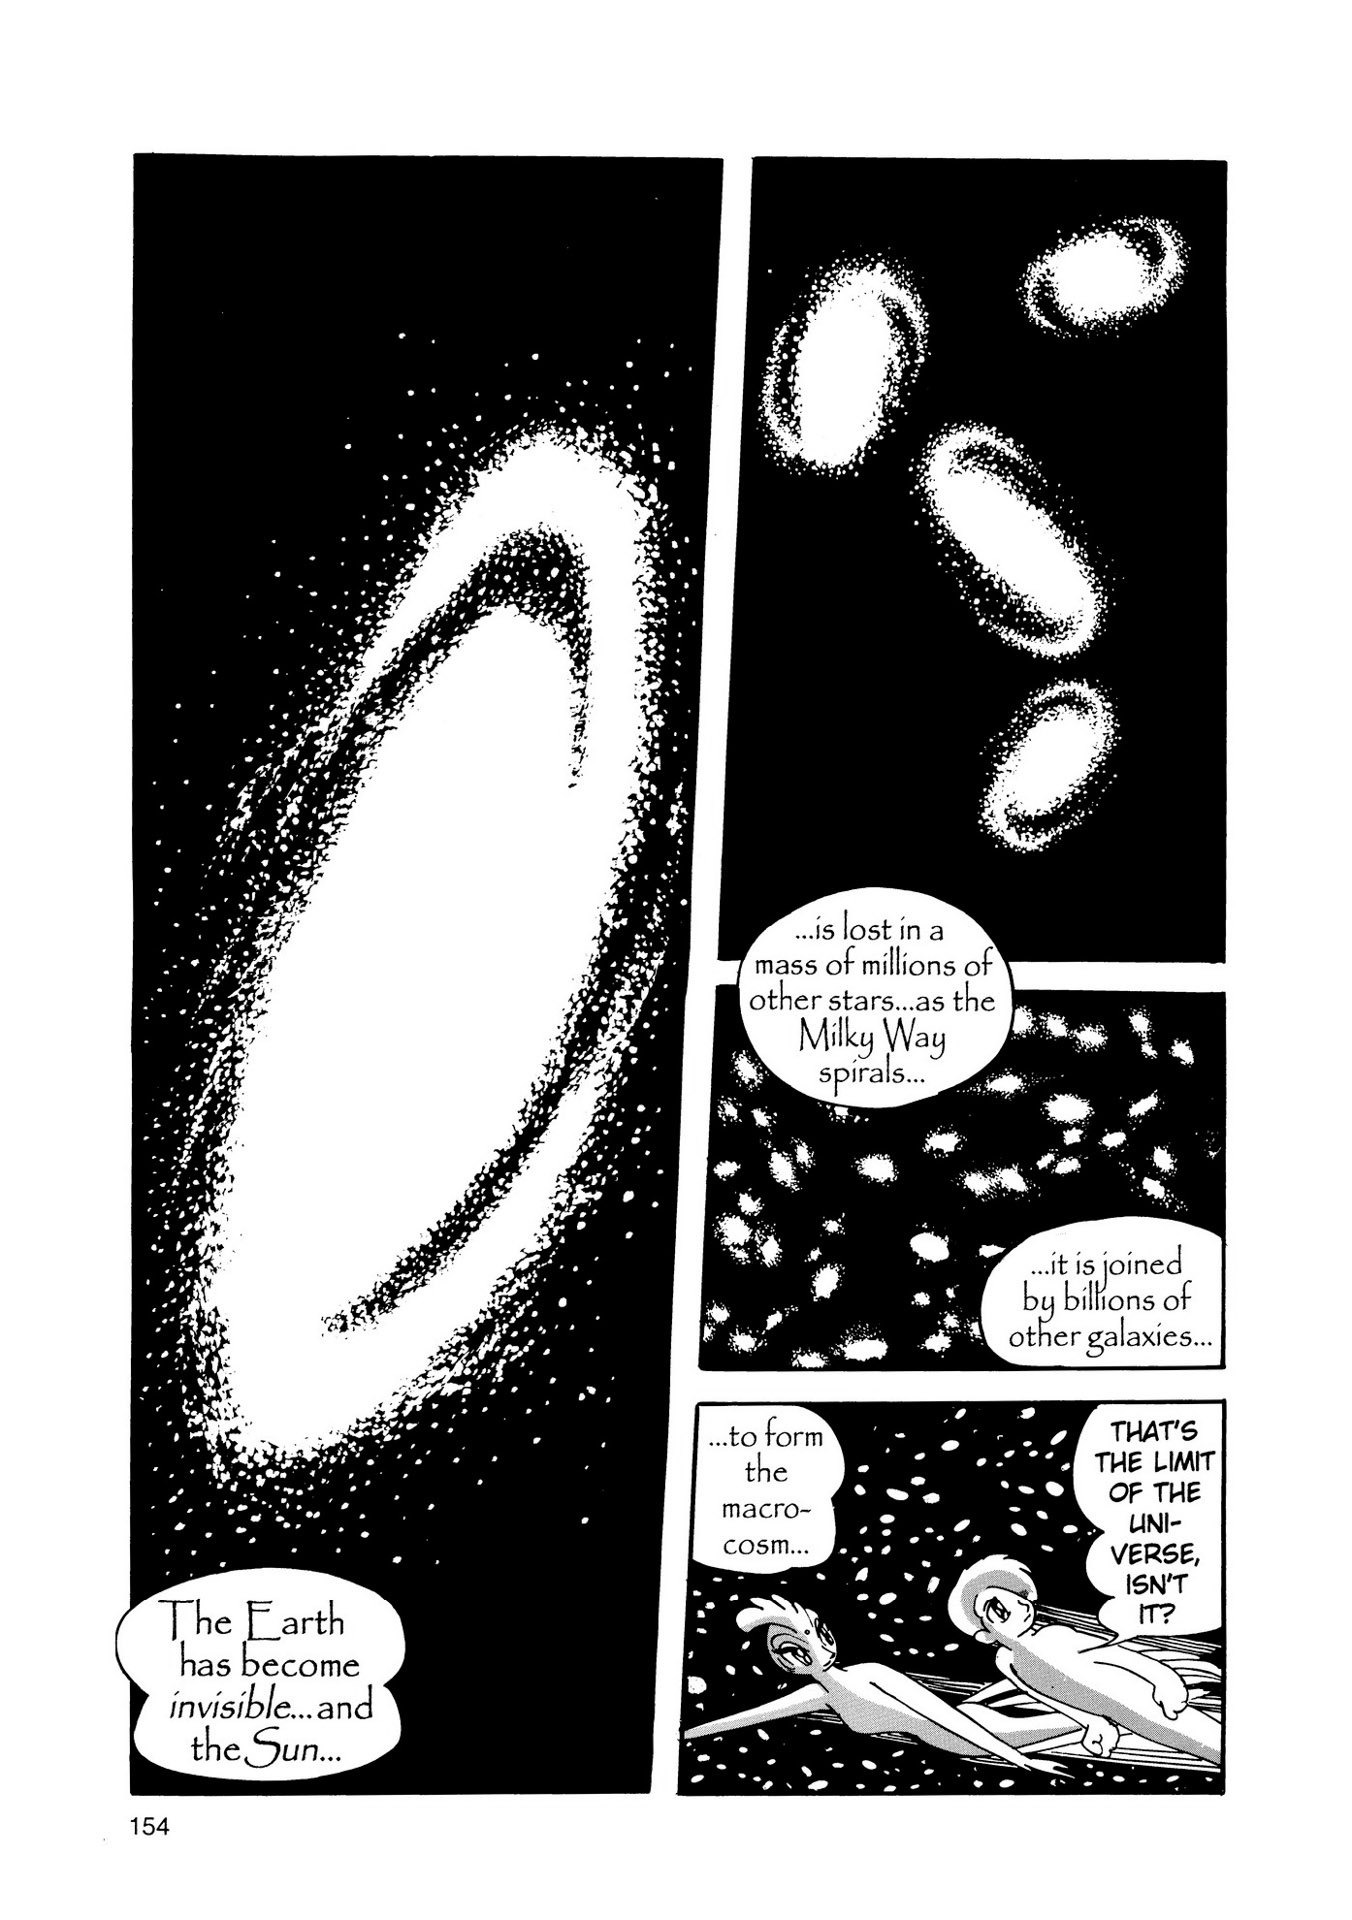 The Earth
has become
invisible...and
the Sun...
...is lost in a
mass of millions of
other stars...as the
Milky Way
spirals...
...it is joined
by billions of
other galaxies...
...to form
the
macro-
cosm...
THAT'S
THE LIMIT
OF THE
UNI-
VERSE,
ISN'T
IT?
154